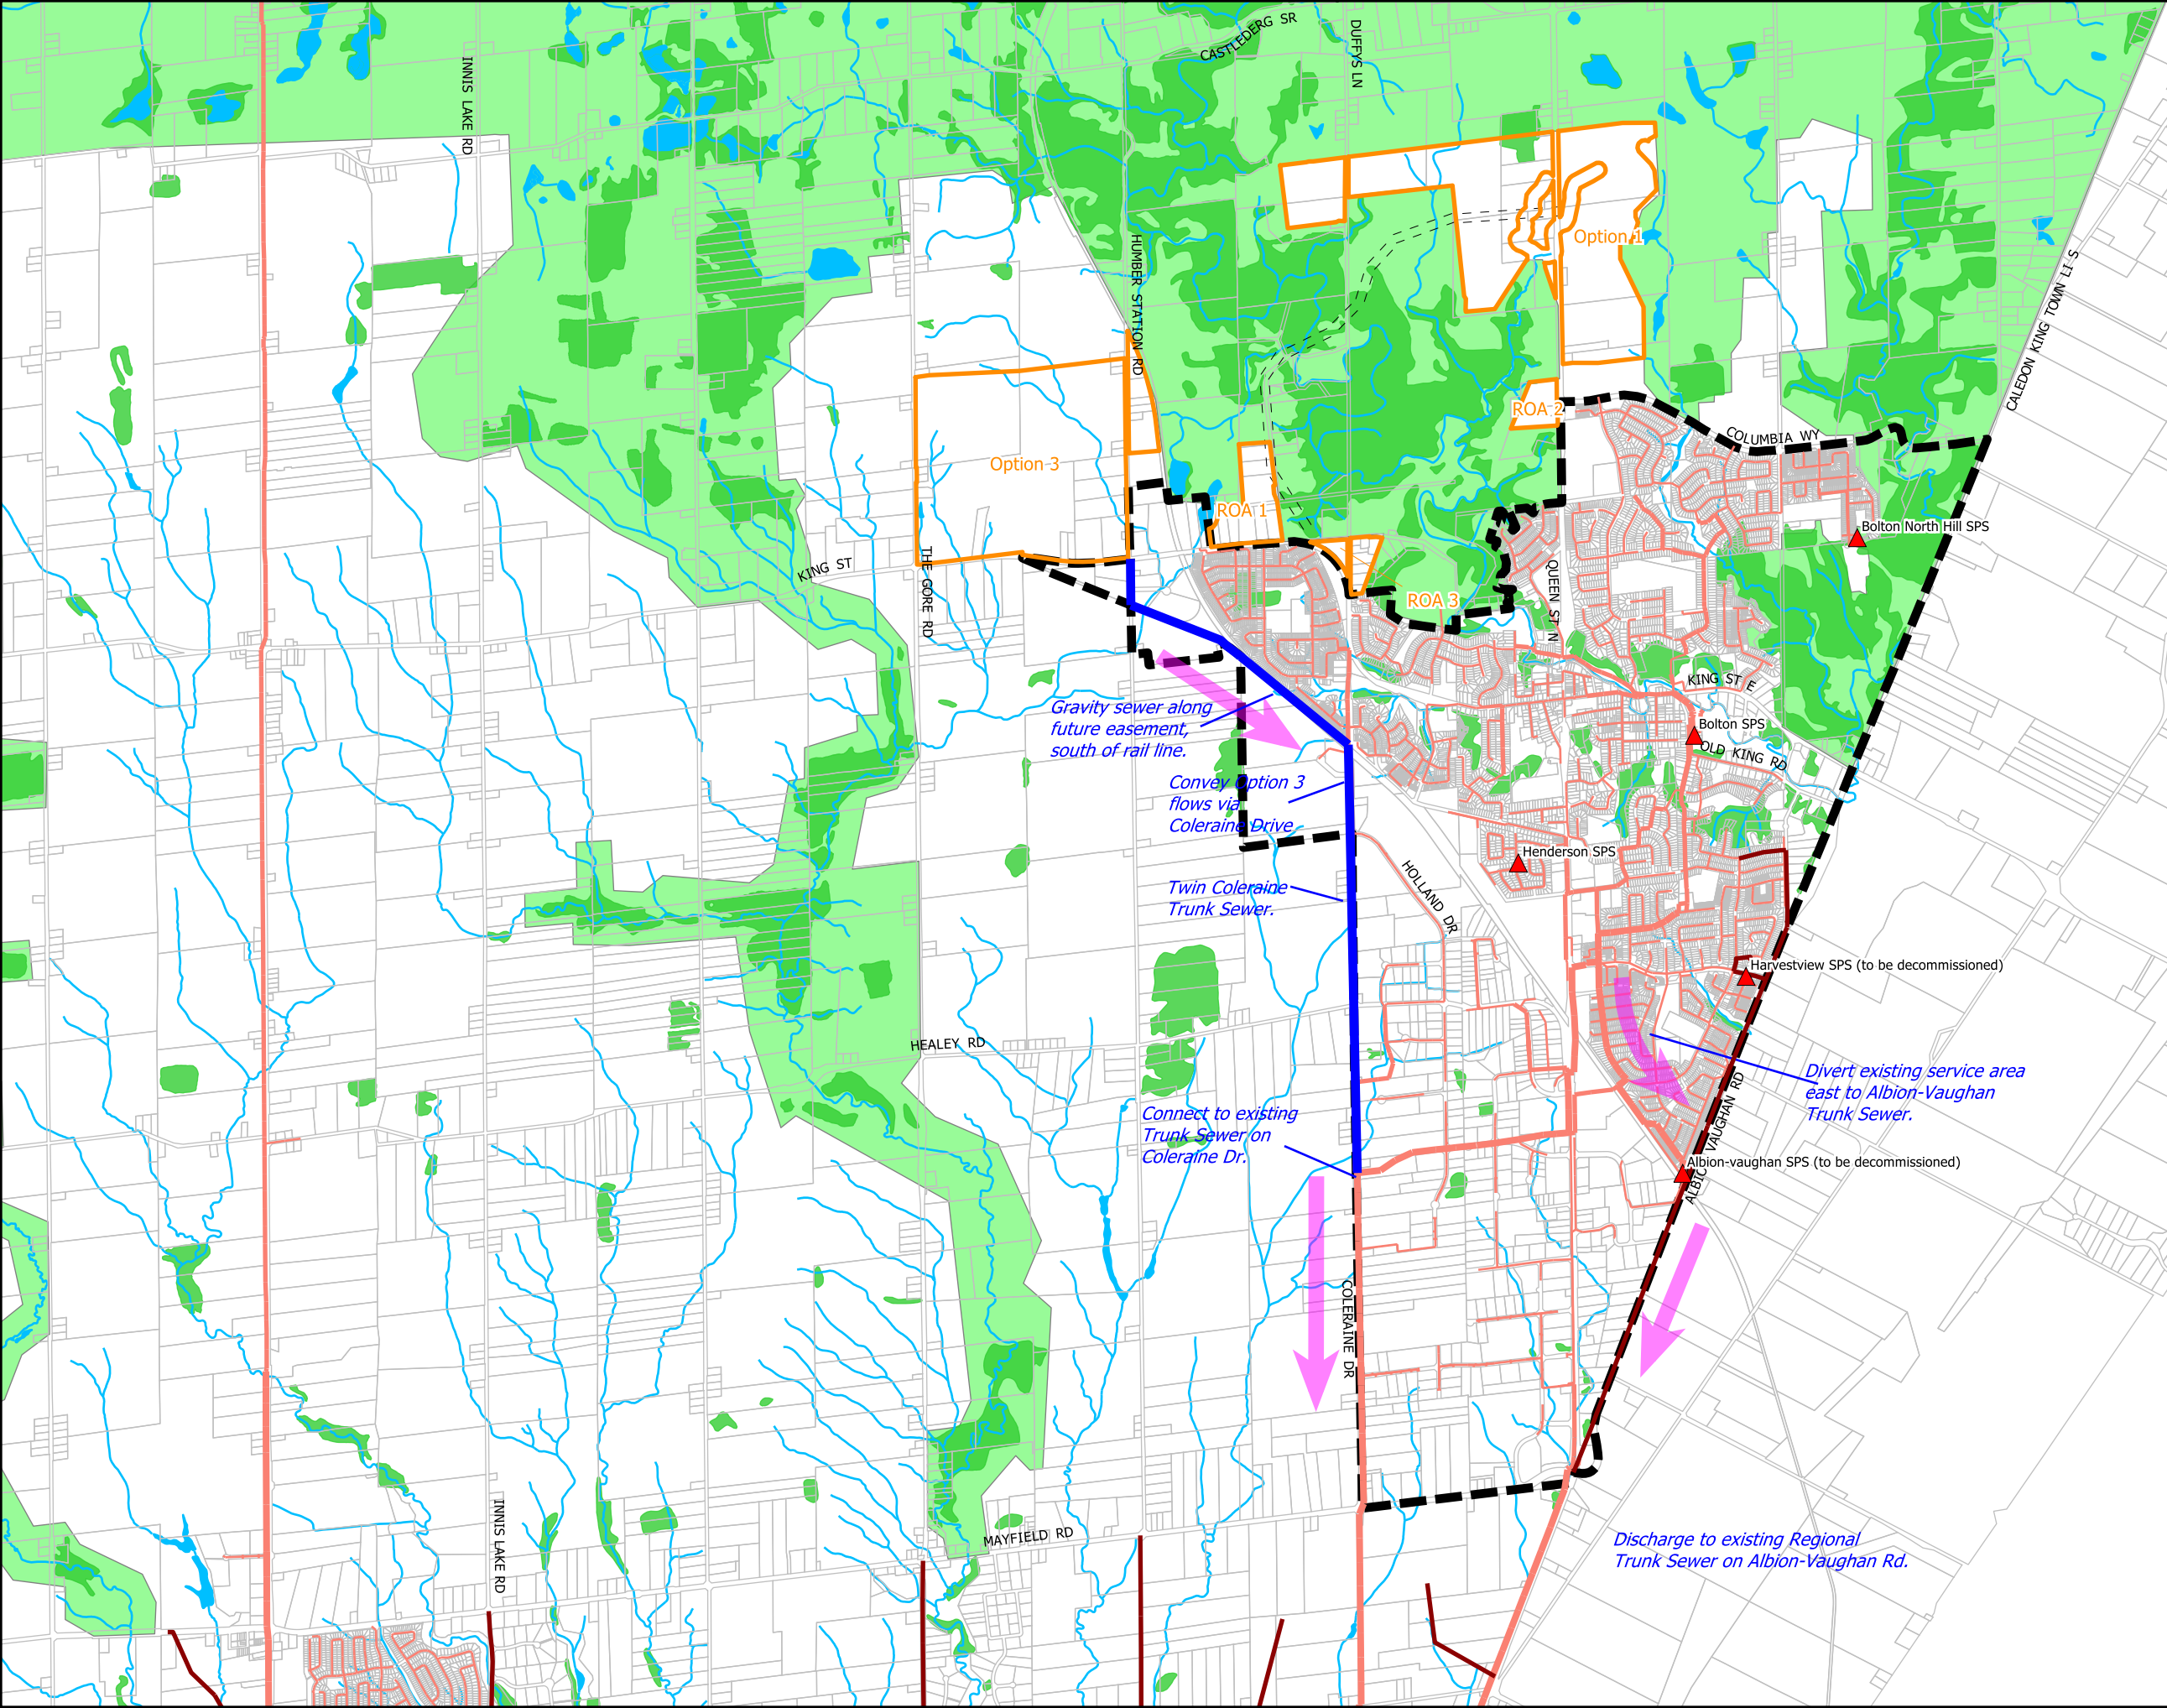 CASTLEDERG SR
DUFFYS LN
INNIS LAKE RD
Option 1
HUMBER STATION RD
CALEDON KING TOWN LI S
ROA 2
COLUMBIA WY
Option 3
ROA 1
Bolton North Hill SPS
KING ST
THE GORE RD
QUEEN ST N
ROA 3
KING ST E
Gravity sewer along
future easement,
south of rail line.
Bolton SPS
OLD KING RD
Convey Option 3
flows via
Coleraine Drive
Henderson SPS
HOLLAND DR
Twin Coleraine
Trunk Sewer.
Harvestview SPS (to be decommissioned)
HEALEY RD
Divert existing service area
east to Albion-Vaughan
Trunk Sewer.
Connect to existing
Trunk Sewer on
Coleraine Dr.
Albion-vaughan SPS (to be decommissioned)
ALBION VAUGHAN RD
COLERAINE DR
INNIS LAKE RD
MAYFIELD RD
Discharge to existing Regional
Trunk Sewer on Albion-Vaughan Rd.